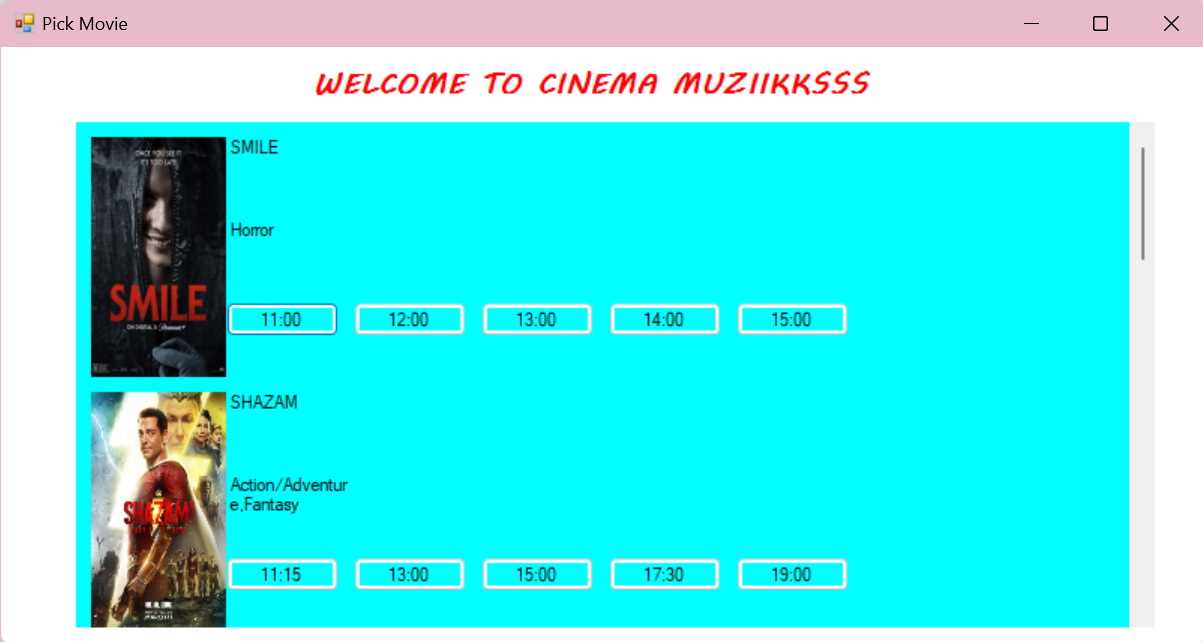 Pick Movie
WELCOME TO CINEMA MUZIIKKSSS
ONCE YOU SEE IT
IT'S TOO LATE
SMILE
SMILE
Horror
11:00 12:00 13:00 14:00 15:00
SHAZAM
SHAZAM!
Action/Adventur
e,Fantasy
11:15 13:00 15:00 17:30 19:00